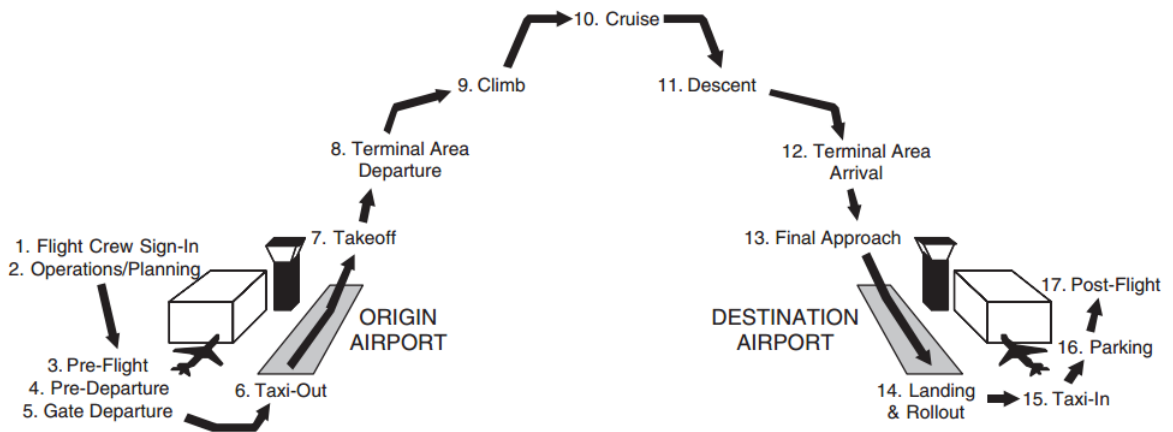 1. Flight Crew Sign-In
2. Operations/Planning
3. Pre-Flight
4. Pre-Departure
5. Gate Departure
6. Taxi-Out
ORIGIN
AIRPORT
7. Takeoff
8. Terminal Area
Departure
9. Climb
10. Cruise
11. Descent
12. Terminal Area
Arrival
13. Final Approach
DESTINATION
AIRPORT
14. Landing
& Rollout
15. Taxi-In
16. Parking
17. Post-Flight